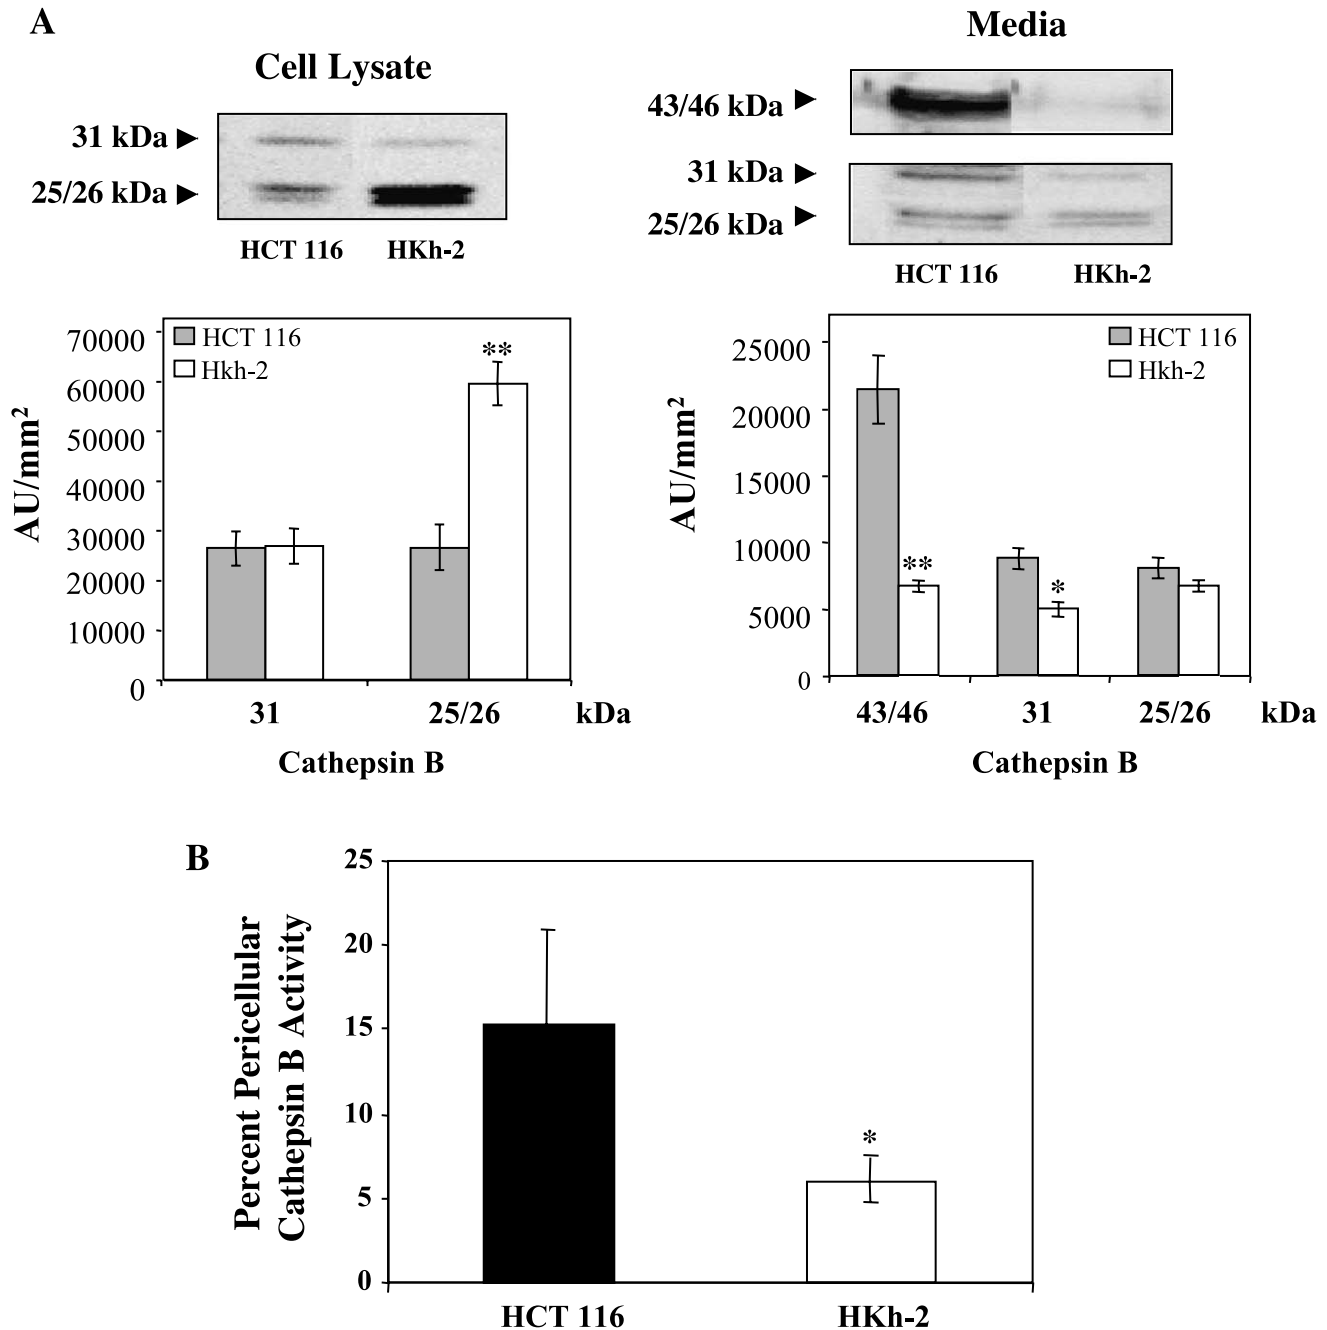 A
Cell Lysate
31 kDa
25/26 kDa
HCT 116 HKh-2
Media
43/46 kDa
31 kDa
25/26 kDa
HCT 116 HKh-2
AU/mm²
70000
60000
50000
40000
30000
20000
10000
0
HCT 116
Hkh-2
**
31 25/26 kDa
Cathepsin B
AU/mm²
25000
20000
15000
10000
5000
0
HCT 116
Hkh-2
**
*
43/46 31 25/26 kDa
Cathepsin B
B
Percent Pericellular
Cathepsin B Activity
25
20
15
10
5
0
*
HCT 116 HKh-2